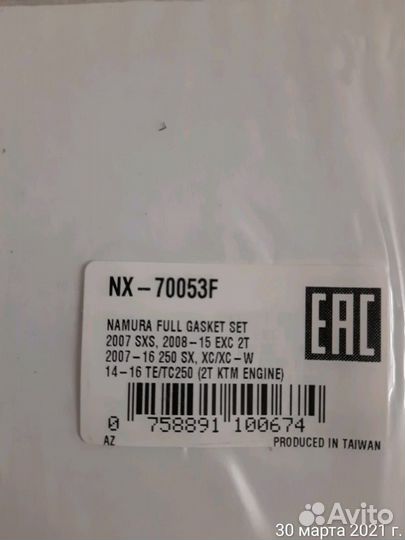 NX-70053F
EAC
NAMURA FULL GASKET SET
2007 SXS, 2008-15 EXC 2T
2007-16 250 SX, XC/XC-W
14-16 TE/TC250 (2T KTM ENGINE)
0 758891 100674
AZ
PRODUCED IN TAIWAN
Avito
30 марта 2021 г.